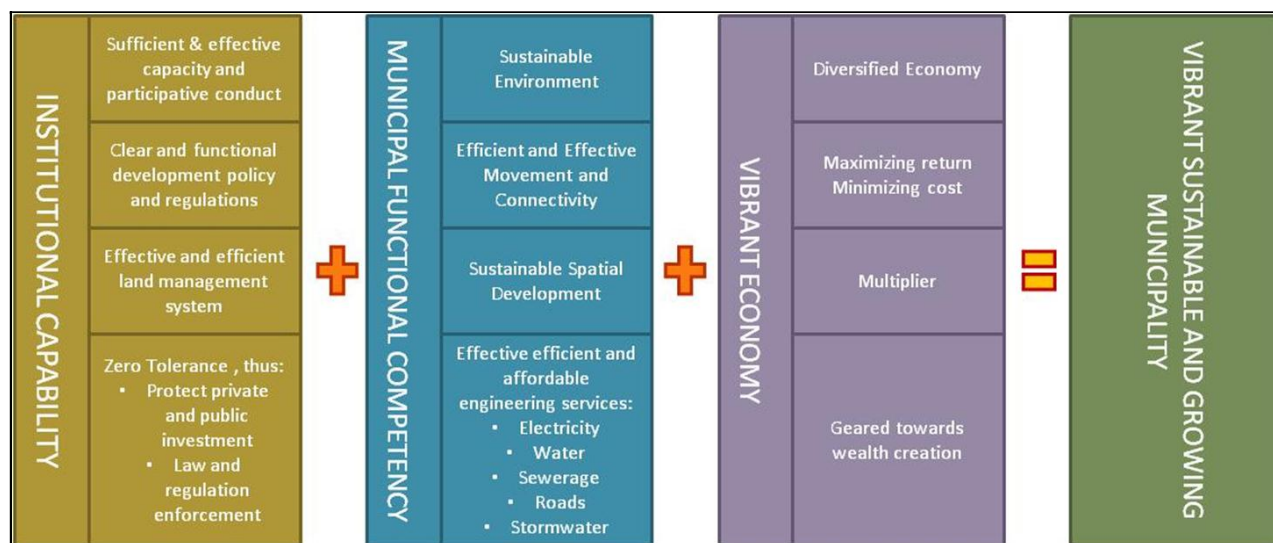 INSTITUTIONAL CAPABILITY
Sufficient & effective
capacity and
participative conduct
Clear and functional
development policy
and regulations
Effective and efficient
land management
system
Zero Tolerance , thus:
▪ Protect private
and public
investment
▪ Law and
regulation
enforcement
+
MUNICIPAL FUNCTIONAL COMPETENCY
Sustainable
Environment
Efficient and Effective
Movement and
Connectivity
Sustainable Spatial
Development
Effective efficient and
affordable
engineering services:
▪ Electricity
▪ Water
▪ Sewerage
▪ Roads
▪ Stormwater
+
VIBRANT ECONOMY
Diversified Economy
Maximizing return
Minimizing cost
Multiplier
Geared towards
wealth creation
=
VIBRANT SUSTAINABLE AND GROWING
MUNICIPALITY